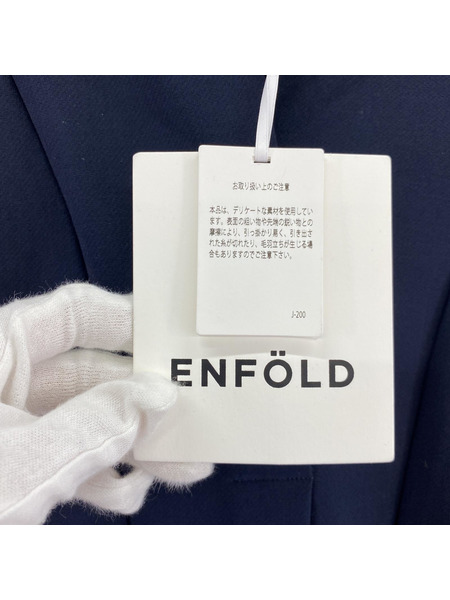 お取り扱い上のご注意
本品は、デリケートな素材を使用していま
す。表面の粗い物や先端の鋭い物との
摩擦により、引っ掛かり易く、引き出され
た糸が切れたり、毛羽立ちが生じる場合
もありますのでご注意下さい。
J-200
ENFÖLD